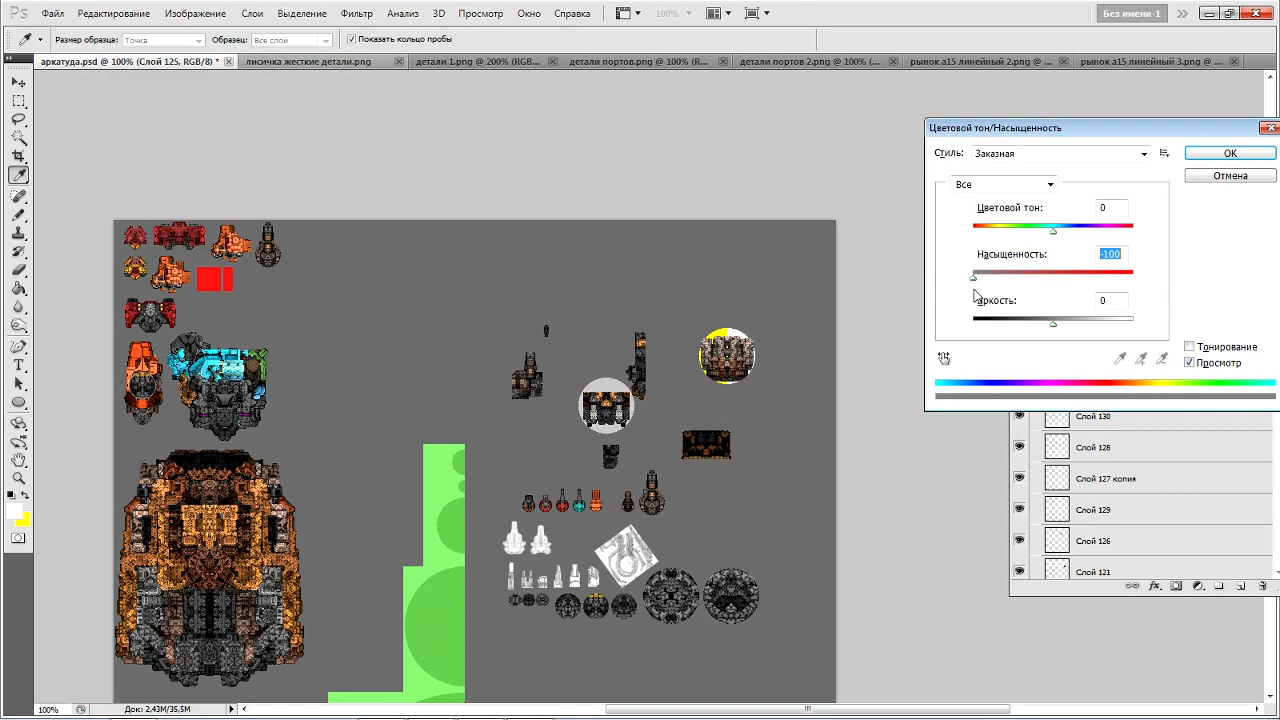 Ps Файл Редактирование Изображение Слои Выделение Фильтр Анализ 3D Просмотр Окно Справка 100% Без имени-1
Размер образца: Точка Образец: Все слои Показать кольцо пробы
аркатуда.psd @ 100% (Слой 125, RGB/8) * лисичка жесткие детали.png детали 1.png @ 200% (RGB... детали портов.png @ 100% (R... детали портов 2.png @ 100% (... рынок a15 линейный 2.png @ ... рынок a15 линейный 3.png @ ...
Цветовой тон/Насыщенность
Стиль: Заказная OK
Отмена
Все
Цветовой тон: 0
Насыщенность: -100
Яркость: 0
Тонирование
Просмотр
Слой 130
Слой 128
Слой 127 копия
Слой 129
Слой 126
Слой 121
100% Док: 2,43M/35,5M